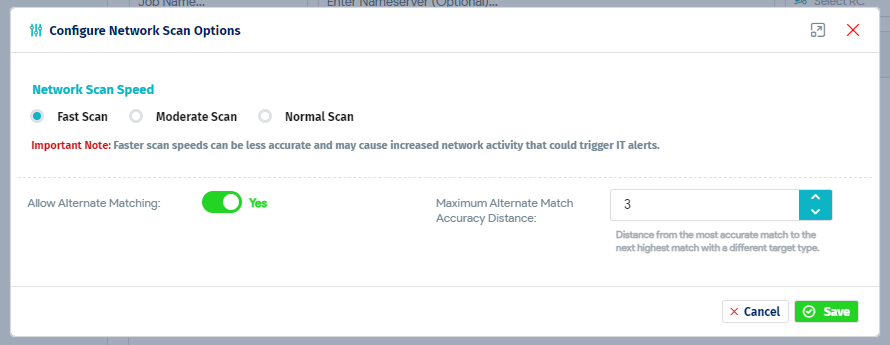 Job Name...
Enter Nameserver (Optional)...
Select RC
Configure Network Scan Options
Network Scan Speed
Fast Scan
Moderate Scan
Normal Scan
Important Note: Faster scan speeds can be less accurate and may cause increased network activity that could trigger IT alerts.
Allow Alternate Matching:
Yes
Maximum Alternate Match
Accuracy Distance:
3
Distance from the most accurate match to the
next highest match with a different target type.
Cancel
Save